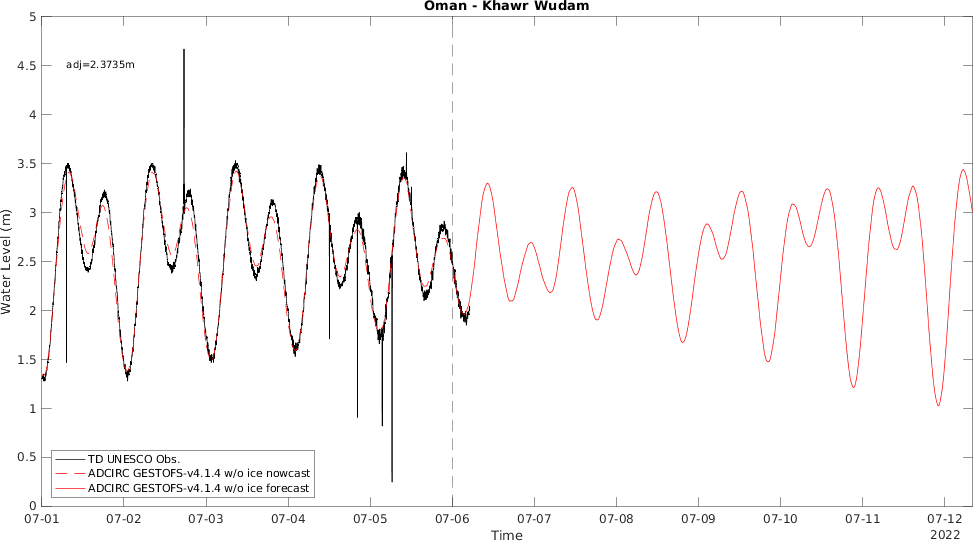 Oman - Khawr Wudam
5
4.5
adj=2.3735m
4
3.5
3
2.5
2
1.5
1
0.5
0
Water Level (m)
TD UNESCO Obs.
ADCIRC GESTOFS-v4.1.4 w/o ice nowcast
ADCIRC GESTOFS-v4.1.4 w/o ice forecast
07-01 07-02 07-03 07-04 07-05 07-06 07-07 07-08 07-09 07-10 07-11 07-12
2022
Time